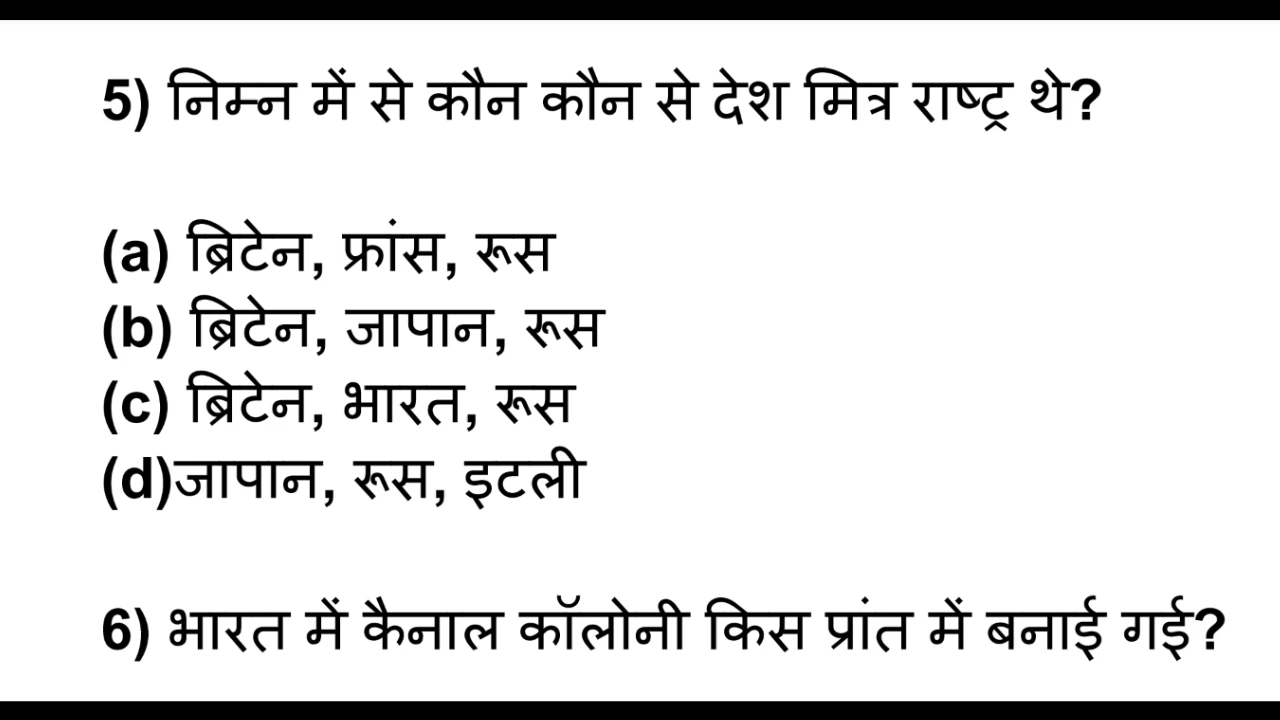 5) निम्न में से कौन कौन से देश मित्र राष्ट्र थे?
(a) ब्रिटेन, फ्रांस, रूस
(b) ब्रिटेन, जापान, रूस
(c) ब्रिटेन, भारत, रूस
(d)जापान, रूस, इटली
6) भारत में कैनाल कॉलोनी किस प्रांत में बनाई गई?